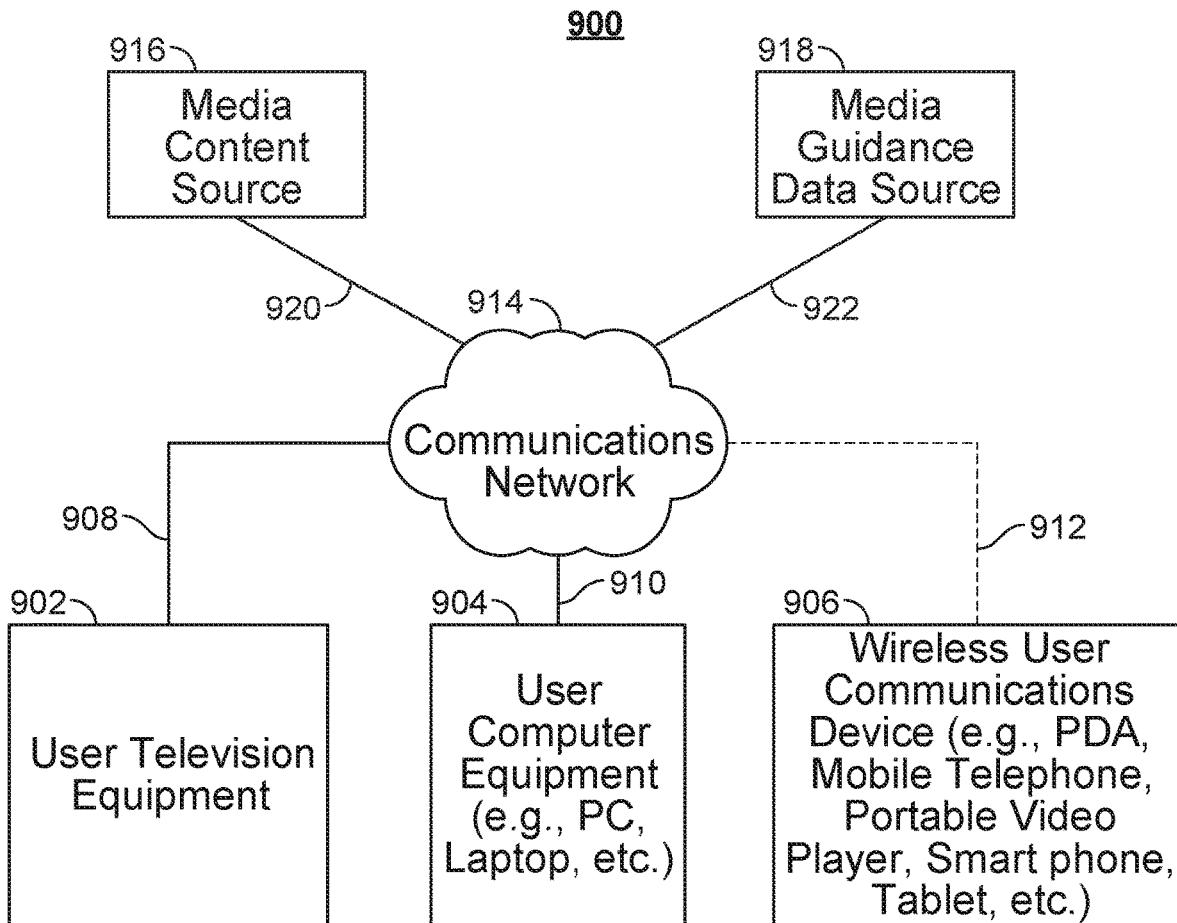 900
916
Media
Content
Source
918
Media
Guidance
Data Source
920
914
922
Communications
Network
908
910
912
902
User Television
Equipment
904
User
Computer
Equipment
(e.g., PC,
Laptop, etc.)
906
Wireless User
Communications
Device (e.g., PDA,
Mobile Telephone,
Portable Video
Player, Smart phone,
Tablet, etc.)